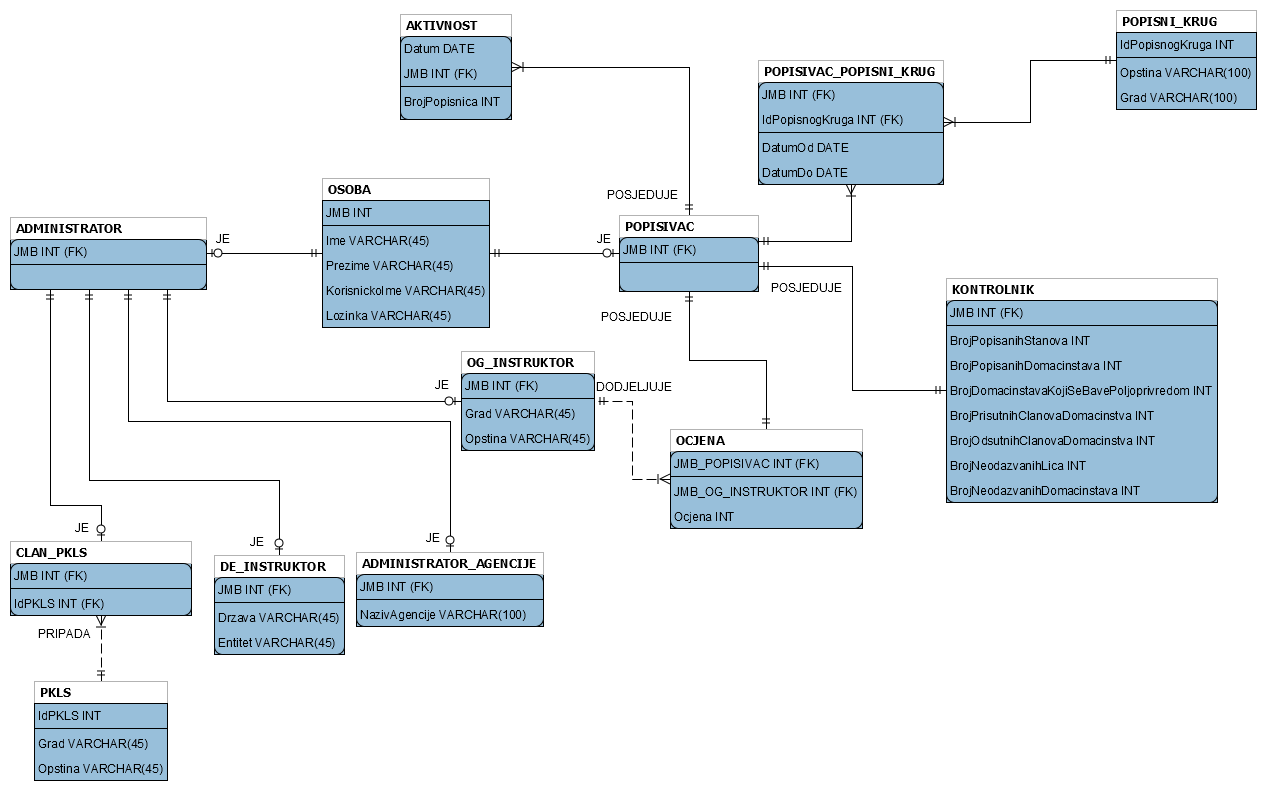 AKTIVNOST
Datum DATE
JMB INT (FK)
BrojPopisnica INT
POPISNI_KRUG
IdPopisnogKruga INT
Opstina VARCHAR(100)
Grad VARCHAR(100)
POPISIVAC_POPISNI_KRUG
JMB INT (FK)
IdPopisnogKruga INT (FK)
DatumOd DATE
DatumDo DATE
OSOBA
JMB INT
Ime VARCHAR(45)
Prezime VARCHAR(45)
KorisnickoIme VARCHAR(45)
Lozinka VARCHAR(45)
POSJEDUJE
POPISIVAC
JMB INT (FK)
ADMINISTRATOR
JMB INT (FK)
JE
JE
POSJEDUJE
POSJEDUJE
KONTROLNIK
JMB INT (FK)
BrojPopisanihStanova INT
BrojPopisanihDomacinstava INT
BrojDomacinstavaKojiSeBavePoljoprivredom INT
BrojPrisutnihClanovaDomacinstva INT
BrojOdsutnihClanovaDomacinstva INT
BrojNeodazvanihLica INT
BrojNeodazvanihDomacinstava INT
OG_INSTRUKTOR
JMB INT (FK)
Grad VARCHAR(45)
Opstina VARCHAR(45)
JE
DODJELJUJE
OCJENA
JMB_POPISIVAC INT (FK)
JMB_OG_INSTRUKTOR INT (FK)
Ocjena INT
JE
CLAN_PKLS
JMB INT (FK)
IdPKLS INT (FK)
JE
DE_INSTRUKTOR
JMB INT (FK)
Drzava VARCHAR(45)
Entitet VARCHAR(45)
JE
ADMINISTRATOR_AGENCIJE
JMB INT (FK)
NazivAgencije VARCHAR(100)
PRIPADA
PKLS
IdPKLS INT
Grad VARCHAR(45)
Opstina VARCHAR(45)